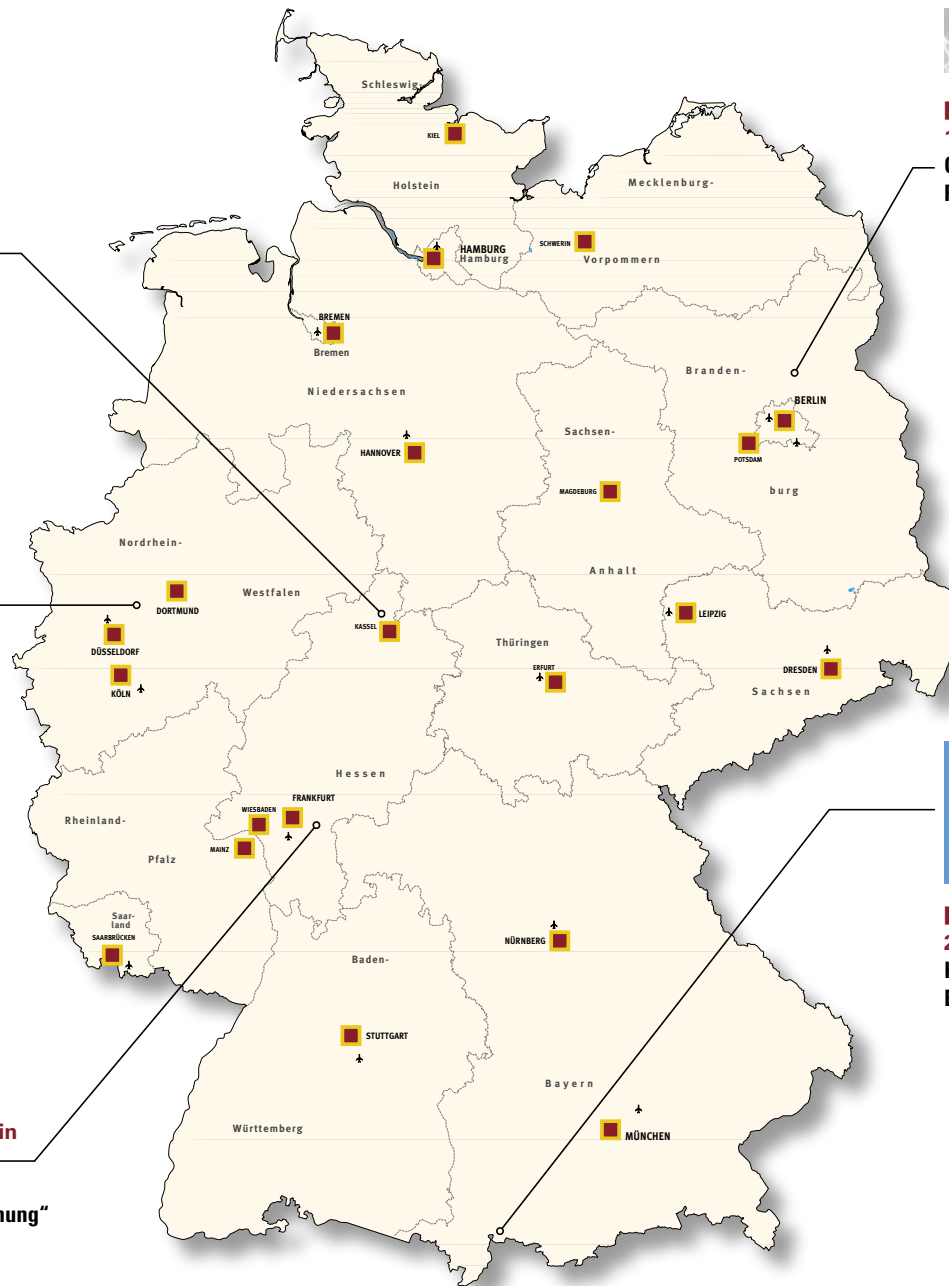 Schleswig-
KIEL
Holstein
Mecklenburg-
HAMBURG
Hamburg
SCHWERIN
Vorpommern
BREMEN
Bremen
Niedersachsen
Branden-
BERLIN
HANNOVER
Sachsen-
POTSDAM
MAGDEBURG
burg
Nordrhein-
Anhalt
Westfalen
DORTMUND
LEIPZIG
KASSEL
DÜSSELDORF
Thüringen
ERFURT
DRESDEN
KÖLN
Sachsen
Hessen
FRANKFURT
WIESBADEN
Rheinland-
MAINZ
Pfalz
Saar-
land
SAARBRÜCKEN
NÜRNBERG
Baden-
STUTTGART
Bayern
Württemberg
MÜNCHEN
in
nung“